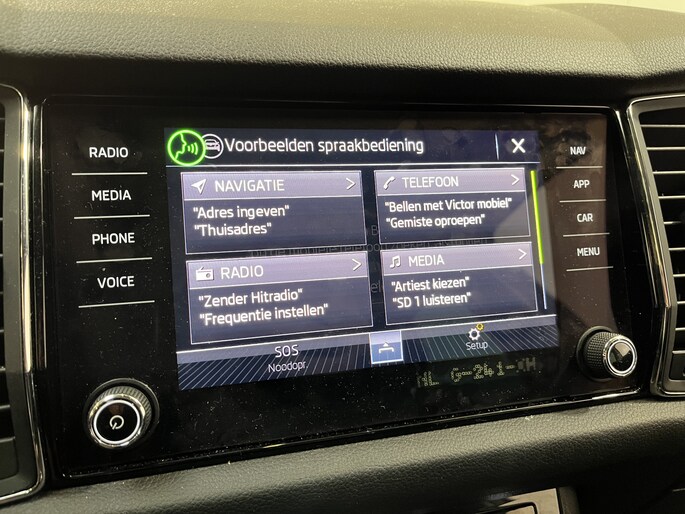 RADIO
MEDIA
PHONE
VOICE
Voorbeelden spraakbediening
NAVIGATIE
"Adres ingeven"
"Thuisadres"
TELEFOON
"Bellen met Victor mobiel"
"Gemiste oproepen"
RADIO
"Zender Hitradio"
"Frequentie instellen"
MEDIA
"Artiest kiezen"
"SD 1 luisteren"
SOS
Noodopr.
Setup
NAV
APP
CAR
MENU